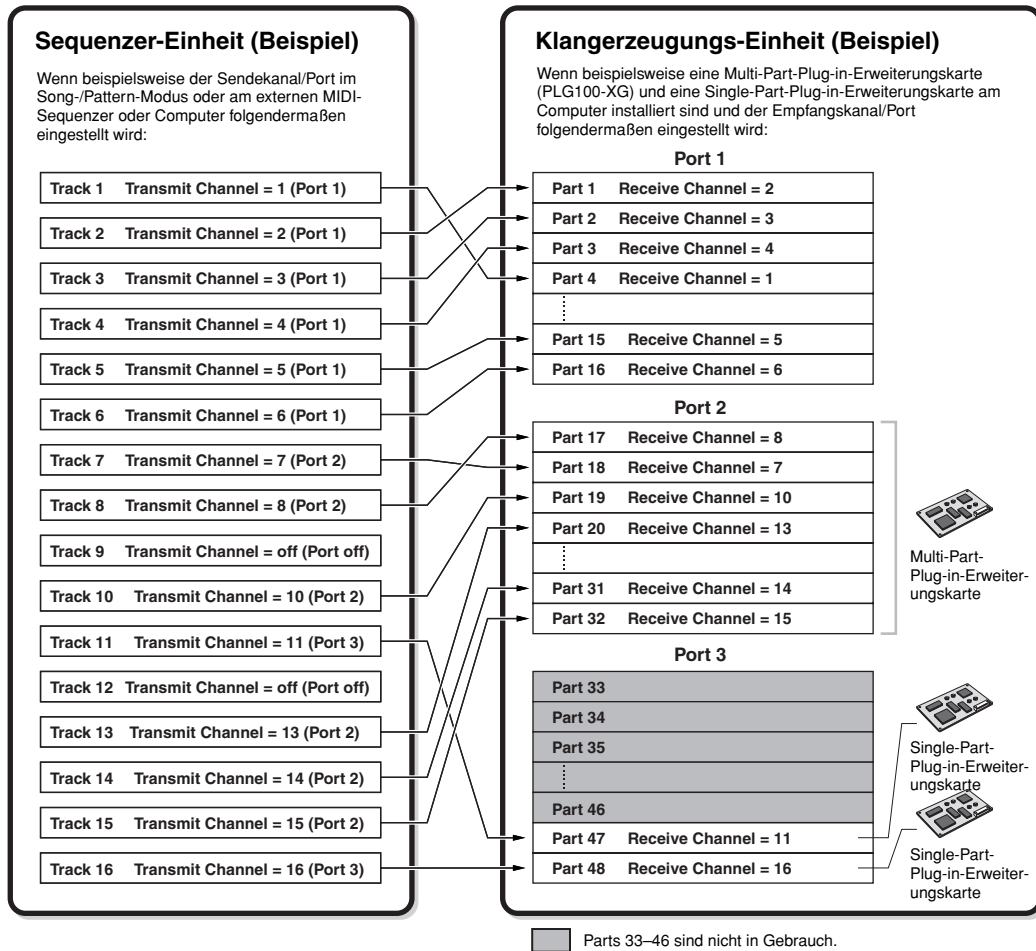 Sequenzer-Einheit (Beispiel)
Wenn beispielsweise der Sendekanal/Port im
Song-/Pattern-Modus oder am externen MIDI-
Sequenzer oder Computer folgendermaßen
eingestellt wird:
Track 1 Transmit Channel = 1 (Port 1)
Track 2 Transmit Channel = 2 (Port 1)
Track 3 Transmit Channel = 3 (Port 1)
Track 4 Transmit Channel = 4 (Port 1)
Track 5 Transmit Channel = 5 (Port 1)
Track 6 Transmit Channel = 6 (Port 1)
Track 7 Transmit Channel = 7 (Port 2)
Track 8 Transmit Channel = 8 (Port 2)
Track 9 Transmit Channel = off (Port off)
Track 10 Transmit Channel = 10 (Port 2)
Track 11 Transmit Channel = 11 (Port 3)
Track 12 Transmit Channel = off (Port off)
Track 13 Transmit Channel = 13 (Port 2)
Track 14 Transmit Channel = 14 (Port 2)
Track 15 Transmit Channel = 15 (Port 2)
Track 16 Transmit Channel = 16 (Port 3)
Klangerzeugungs-Einheit (Beispiel)
Wenn beispielsweise eine Multi-Part-Plug-in-Erweiterungskarte
(PLG100-XG) und eine Single-Part-Plug-in-Erweiterungskarte am
Computer installiert sind und der Empfangskanal/Port
folgendermaßen eingestellt wird:
Port 1
Part 1 Receive Channel = 2
Part 2 Receive Channel = 3
Part 3 Receive Channel = 4
Part 4 Receive Channel = 1
Part 15 Receive Channel = 5
Part 16 Receive Channel = 6
Port 2
Part 17 Receive Channel = 8
Part 18 Receive Channel = 7
Part 19 Receive Channel = 10
Part 20 Receive Channel = 13
Part 31 Receive Channel = 14
Part 32 Receive Channel = 15
Multi-Part-
Plug-in-Erweiter-
ungskarte
Port 3
Part 33
Part 34
Part 35
Part 46
Part 47 Receive Channel = 11
Part 48 Receive Channel = 16
Single-Part-
Plug-in-Erweiter-
ungskarte
Single-Part-
Plug-in-Erweiter-
ungskarte
Parts 33–46 sind nicht in Gebrauch.